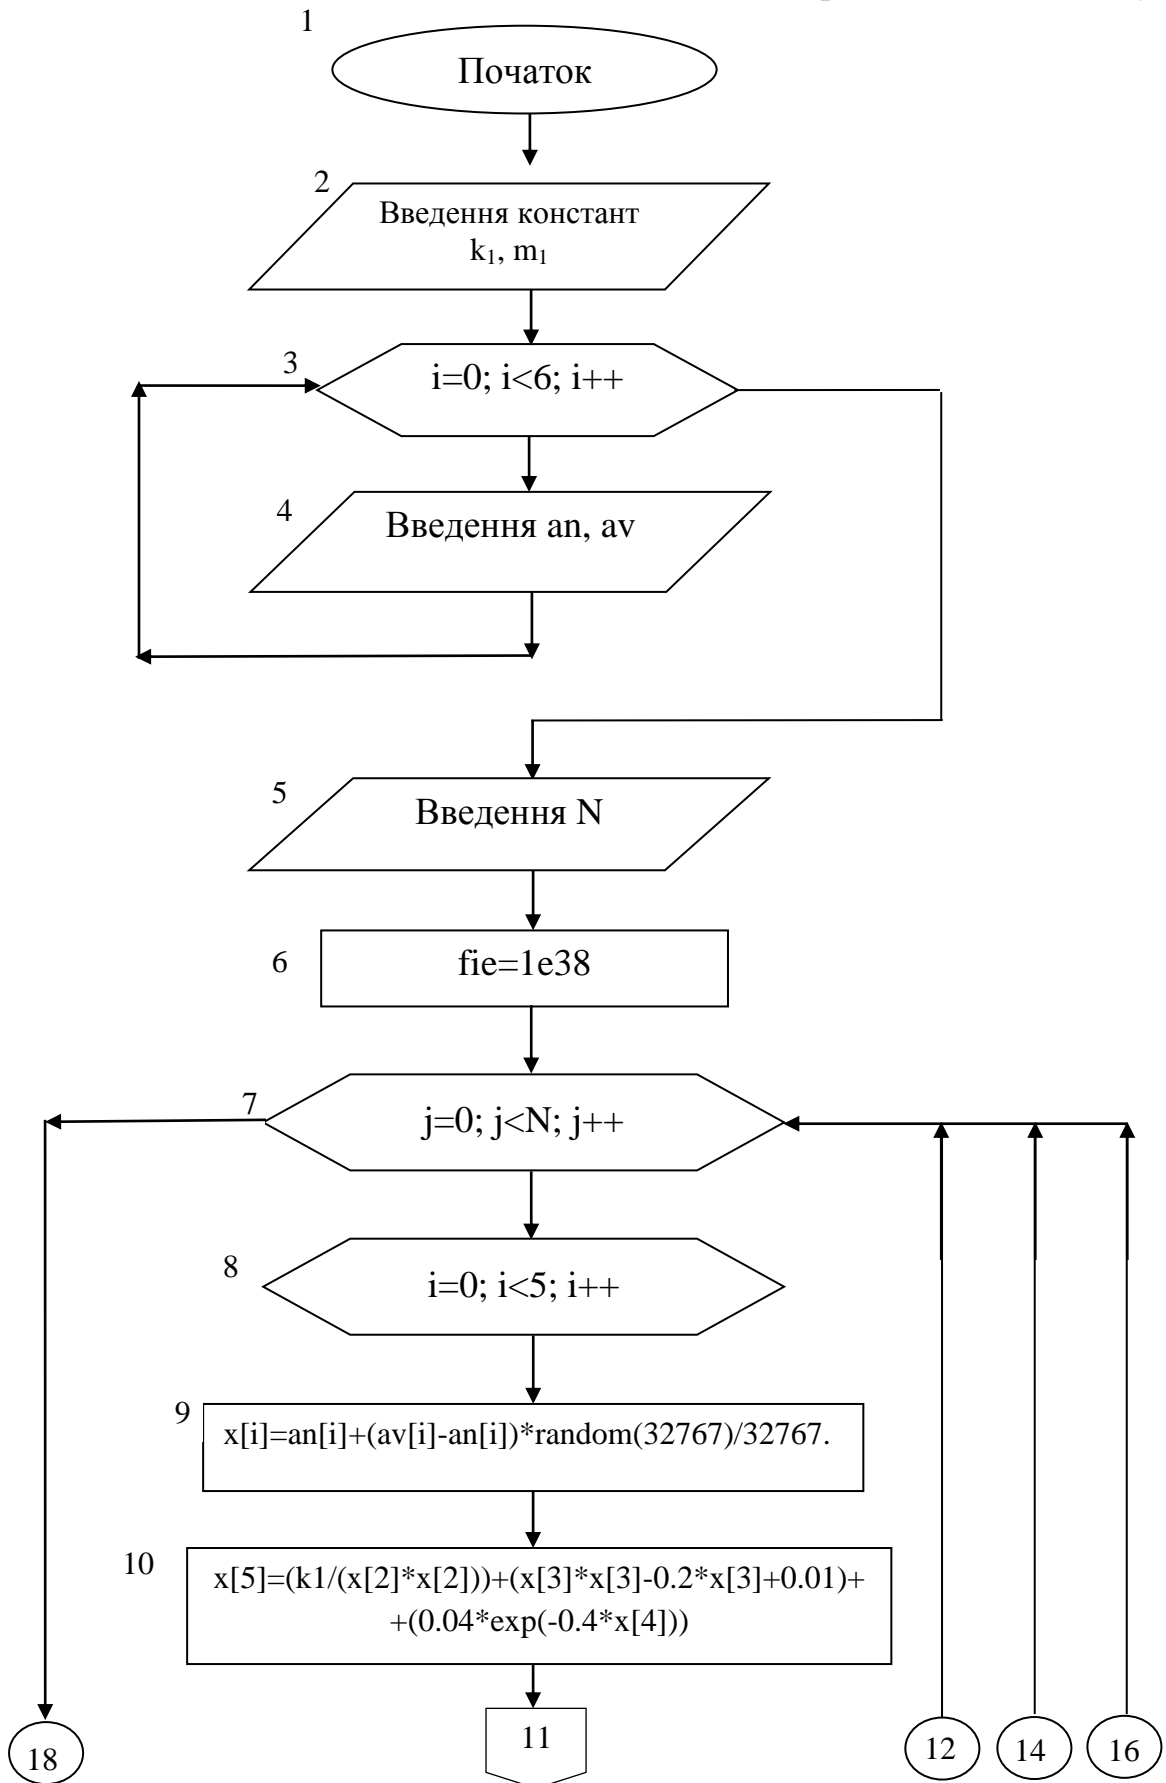 1
Початок
2
Введення констант
k₁, m₁
3
i=0; i<6; i++
4
Введення an, av
5
Введення N
6
fie=1e38
7
j=0; j<N; j++
8
i=0; i<5; i++
9
x[i]=an[i]+(av[i]-an[i])*random(32767)/32767.
10
x[5]=(k1/(x[2]*x[2]))+(x[3]*x[3]-0.2*x[3]+0.01)+
+(0.04*exp(-0.4*x[4]))
18
11
12
14
16